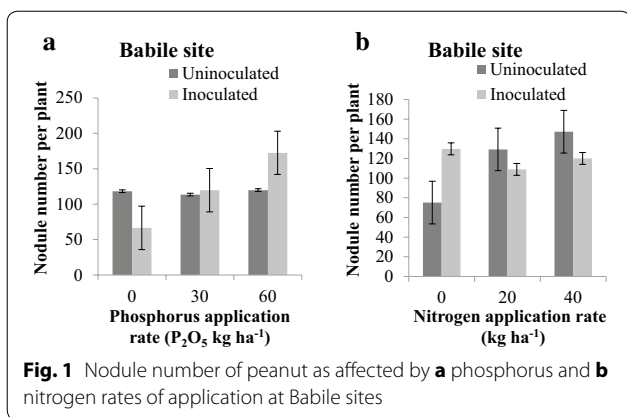 a
Babile site
Uninoculated
Inoculated
Nodule number per plant
250
200
150
100
50
0
0 30 60
Phosphorus application
rate (P₂O₅ kg ha⁻¹)
b
Babile site
Uninoculated
Inoculated
Nodule number per plant
180
160
140
120
100
80
60
40
20
0
0 20 40
Nitrogen application rate
(kg ha⁻¹)
Fig. 1 Nodule number of peanut as affected by a phosphorus and b
nitrogen rates of application at Babile sites